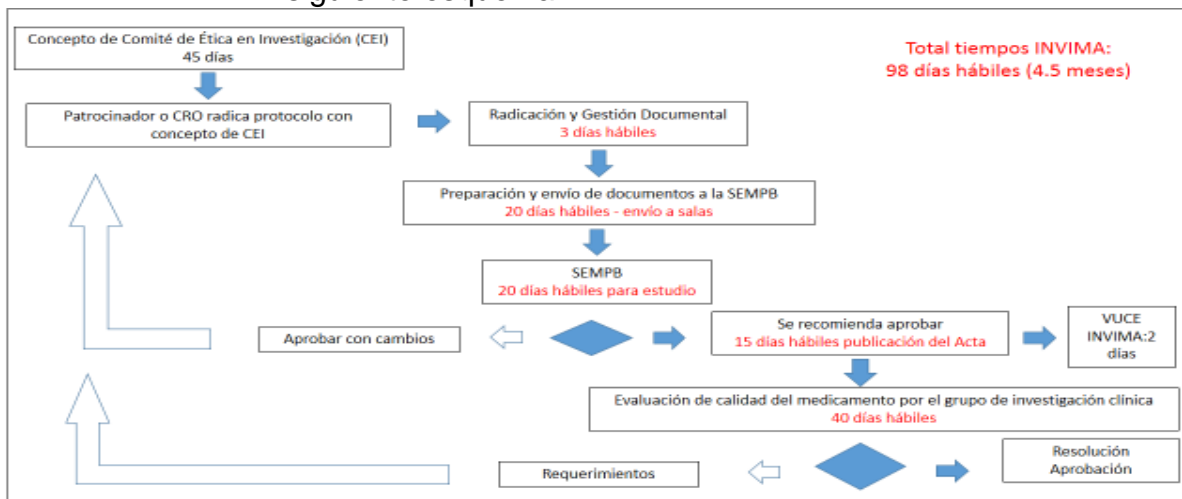 Concepto de Comité de Ética en Investigación (CEI)
45 días
Total tiempos INVIMA:
98 días hábiles (4.5 meses)
Patrocinador o CRO radica protocolo con
concepto de CEI
Radicación y Gestión Documental
3 días hábiles
Preparación y envío de documentos a la SEMPB
20 días hábiles - envío a salas
SEMPB
20 días hábiles para estudio
Aprobar con cambios
Se recomienda aprobar
15 días hábiles publicación del Acta
VUCE
INVIMA:2
días
Evaluación de calidad del medicamento por el grupo de investigación clínica
40 días hábiles
Requerimientos
Resolución
Aprobación